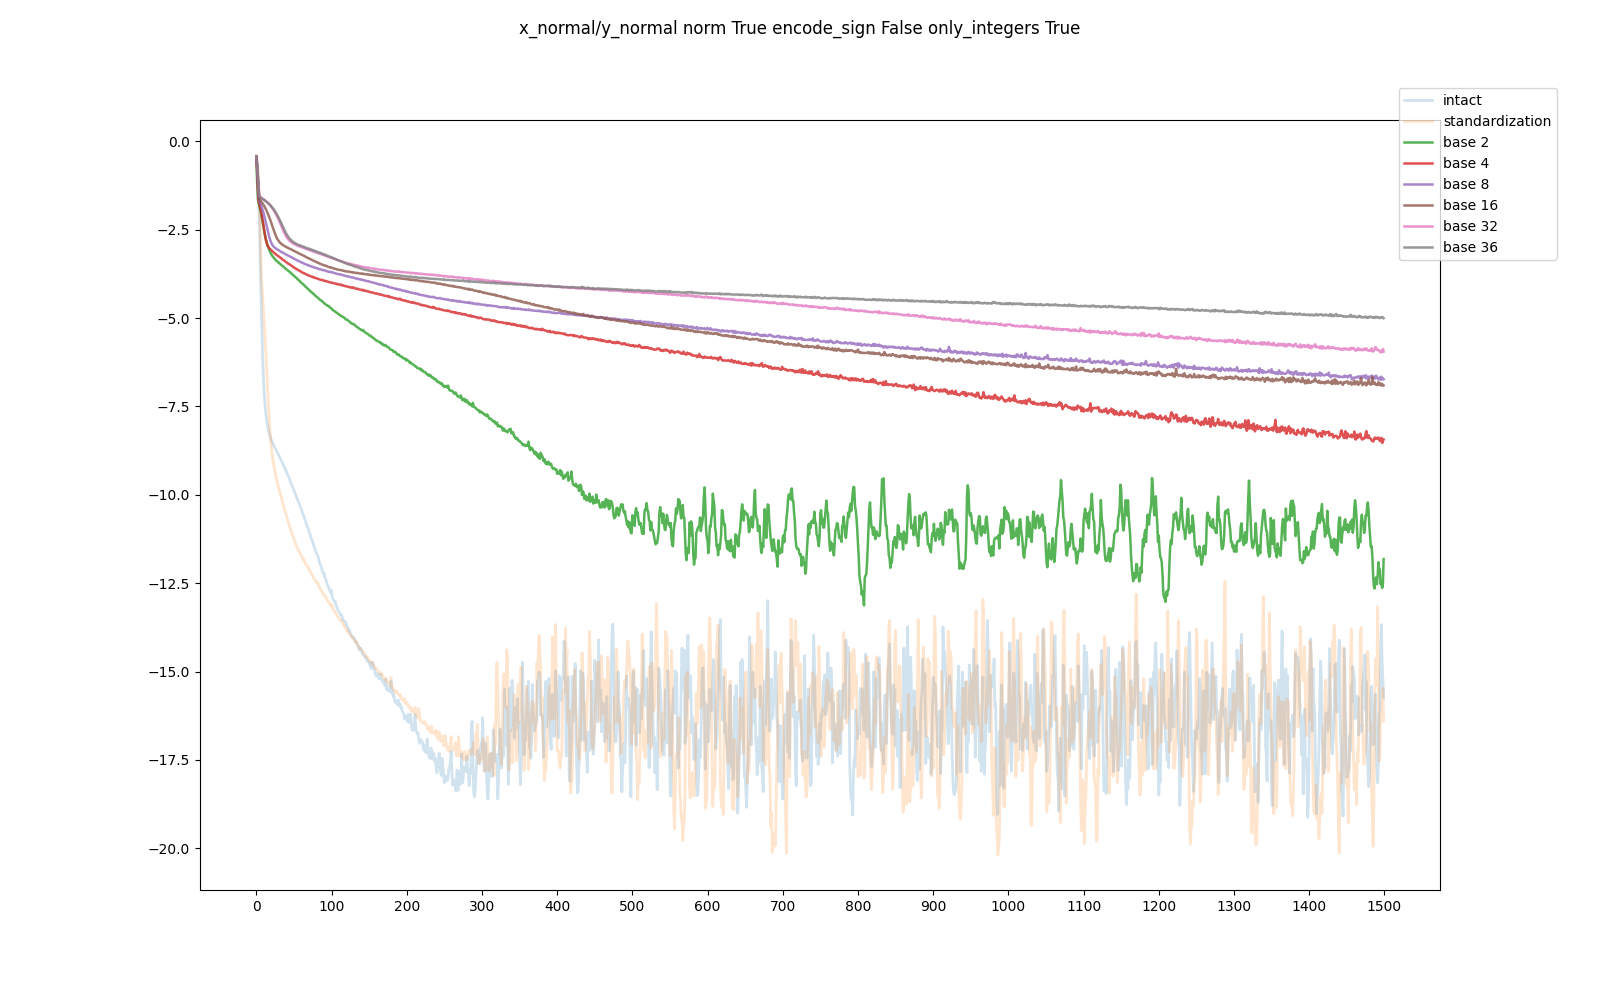 x_normal/y_normal norm True encode_sign False only_integers True
intact
standardization
base 2
base 4
base 8
base 16
base 32
base 36
0.0
−2.5
−5.0
−7.5
−10.0
−12.5
−15.0
−17.5
−20.0
0 100 200 300 400 500 600 700 800 900 1000 1100 1200 1300 1400 1500